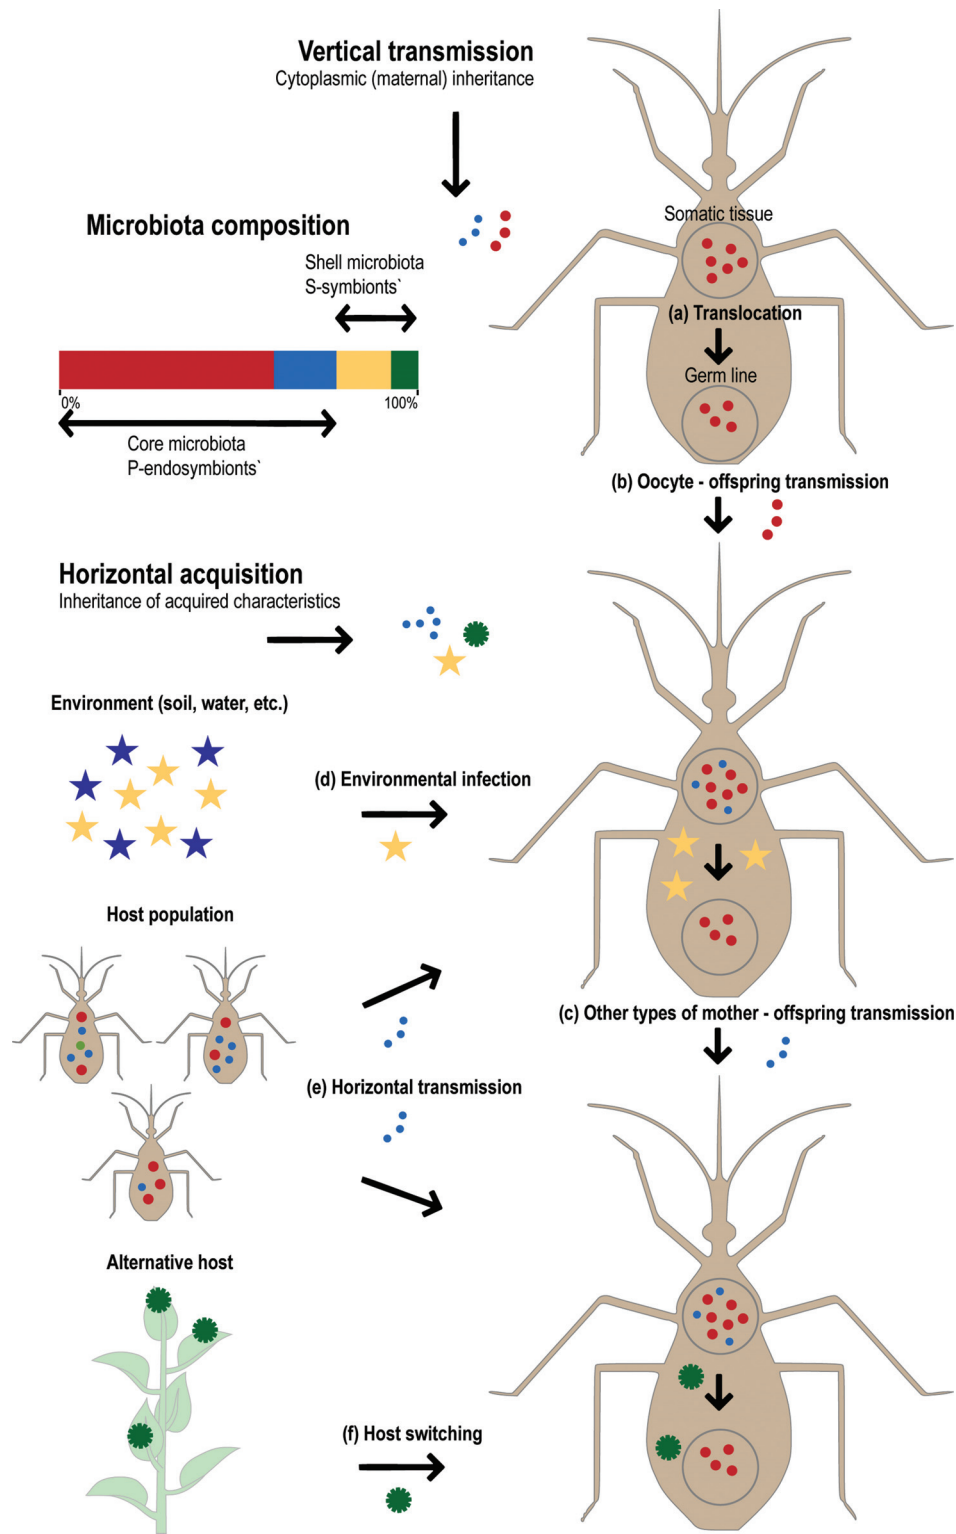 Vertical transmission
Cytoplasmic (maternal) inheritance
Microbiota composition
Shell microbiota
S-symbionts`
0%
100%
Core microbiota
P-endosymbionts`
Somatic tissue
(a) Translocation
Germ line
(b) Oocyte - offspring transmission
Horizontal acquisition
Inheritance of acquired characteristics
Environment (soil, water, etc.)
(d) Environmental infection
Host population
(c) Other types of mother - offspring transmission
(e) Horizontal transmission
Alternative host
(f) Host switching